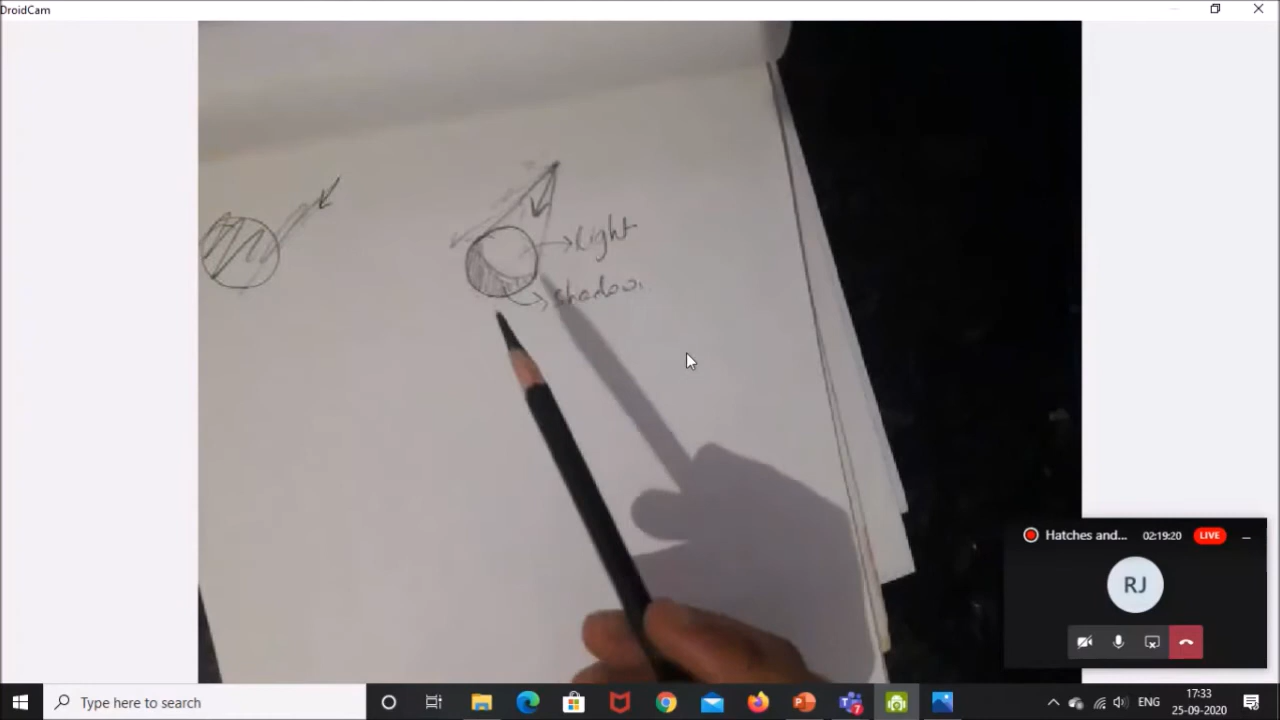 DroidCam
Light
Shadow
Hatches and...
02:19:20
LIVE
RJ
Type here to search
7
ENG
17:33
25-09-2020